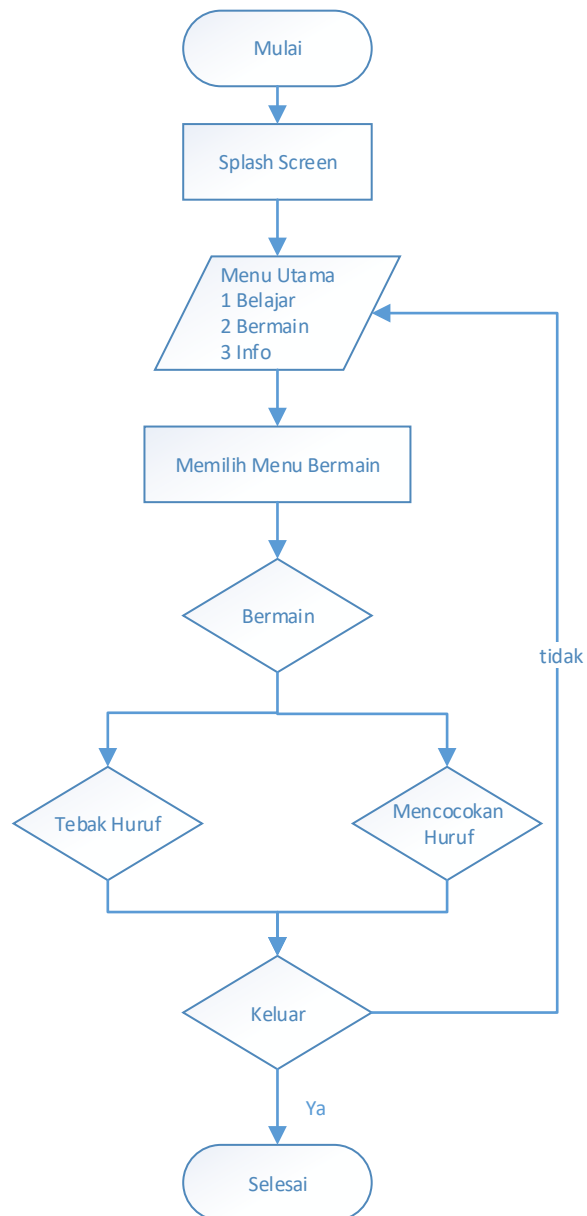 Mulai
Splash Screen
Menu Utama
1 Belajar
2 Bermain
3 Info
Memilih Menu Bermain
Bermain
tidak
Tebak Huruf
Mencocokan
Huruf
Keluar
Ya
Selesai